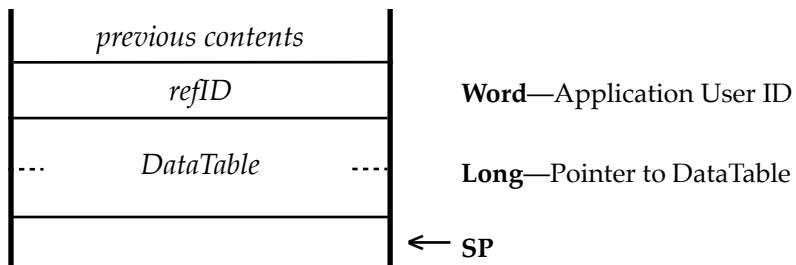 previous contents
refID Word—Application User ID
DataTable Long—Pointer to DataTable
SP